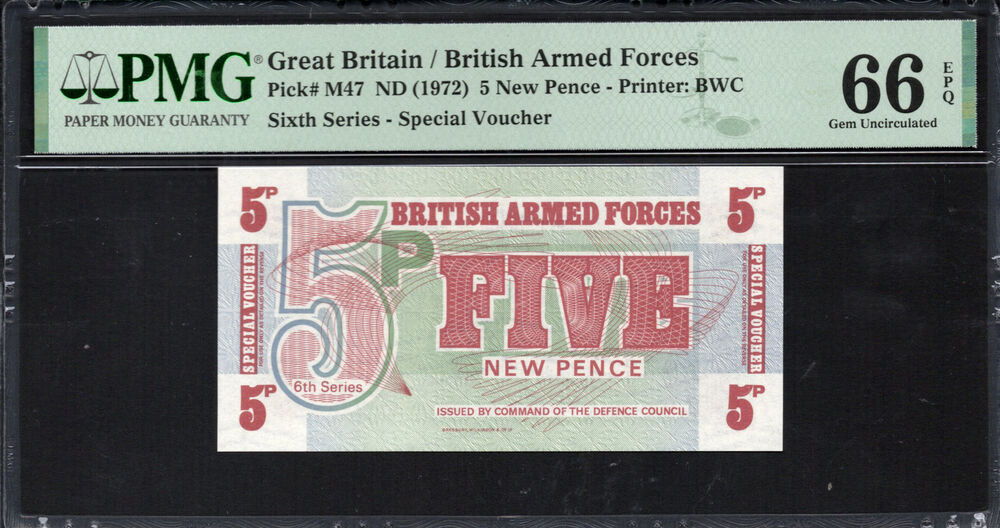 PMG®
PAPER MONEY GUARANTY
Great Britain / British Armed Forces
Pick# M47 ND (1972) 5 New Pence - Printer: BWC
Sixth Series - Special Voucher
66
EPQ
Gem Uncirculated
5P
5P
BRITISH ARMED FORCES
5P
SPECIAL VOUCHER
FIVE
NEW PENCE
SPECIAL VOUCHER
6th Series
5P
ISSUED BY COMMAND OF THE DEFENCE COUNCIL
5P